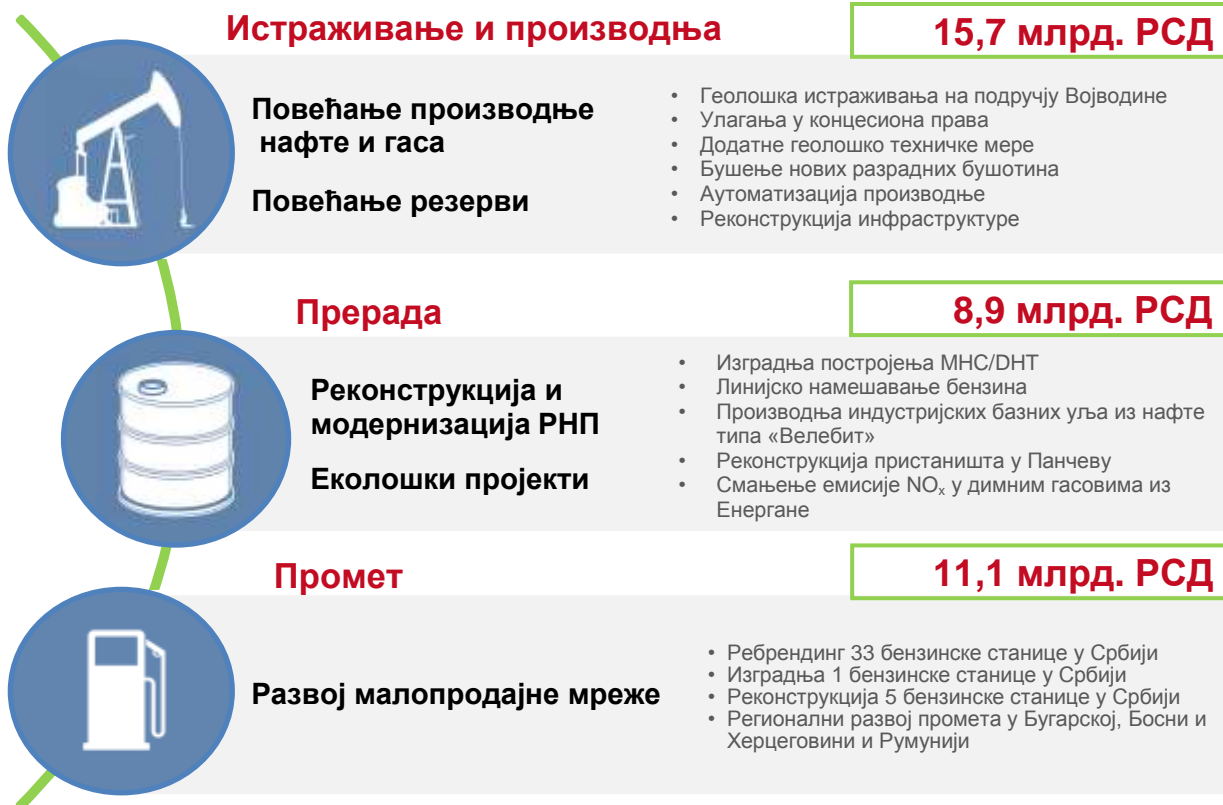 Истраживање и производња
15,7 млрд. РСД
Повећање производње
нафте и гаса
Повећање резерви
• Геолошка истраживања на подручју Војводине
• Улагања у концесиона права
• Додатне геолошко техничке мере
• Бушење нових разрадних бушотина
• Аутоматизација производње
• Реконструкција инфраструктуре
Прерада
8,9 млрд. РСД
Реконструкција и
модернизација РНП
Еколошки пројекти
• Изградња постројења MHC/DHT
• Линијско намешавање бензина
• Производња индустријских базних уља из нафте
типа «Велебит»
• Реконструкција пристаништа у Панчеву
• Смањење емисије NOₓ у димним гасовима из
Енергане
Промет
11,1 млрд. РСД
Развој малопродајне мреже
• Ребрендинг 33 бензинске станице у Србији
• Изградња 1 бензинске станице у Србији
• Реконструкција 5 бензинске станице у Србији
• Регионални развој промета у Бугарској, Босни и
Херцеговини и Румунији